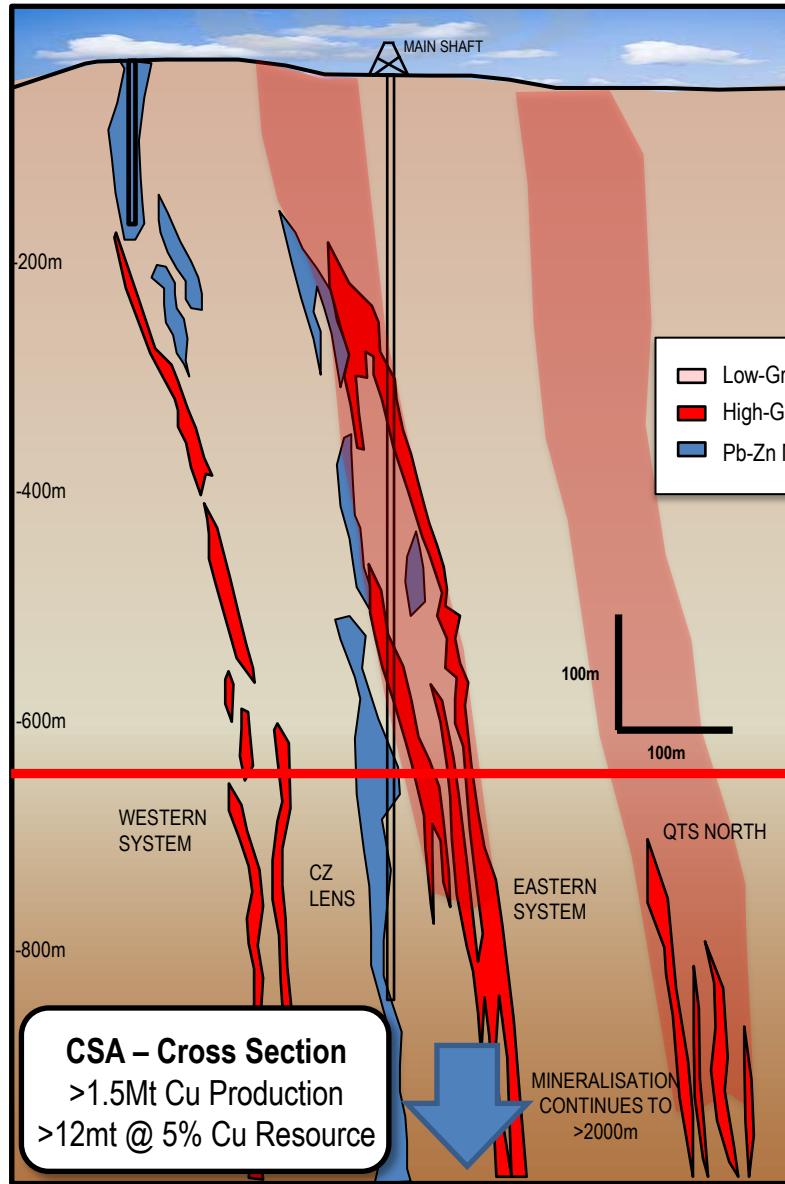 MAIN SHAFT
-200m
Low-Gr
High-G
Pb-Zn
-400m
100m
-600m
100m
WESTERN
SYSTEM
QTS NORTH
CZ
LENS
EASTERN
SYSTEM
-800m
CSA – Cross Section
>1.5Mt Cu Production
>12mt @ 5% Cu Resource
MINERALISATION
CONTINUES TO
>2000m